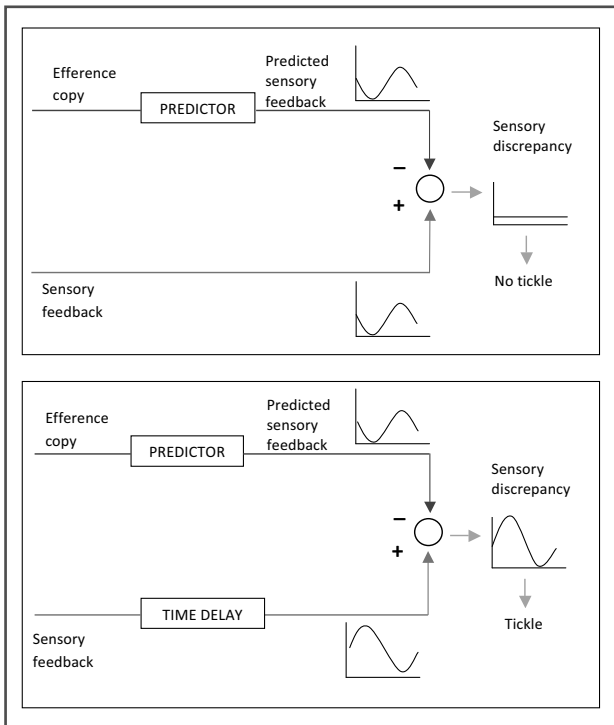 Efference
copy
PREDICTOR
Predicted
sensory
feedback
−
+
Sensory
discrepancy
No tickle
Sensory
feedback
Efference
copy
PREDICTOR
Predicted
sensory
feedback
−
+
Sensory
discrepancy
Tickle
TIME DELAY
Sensory
feedback